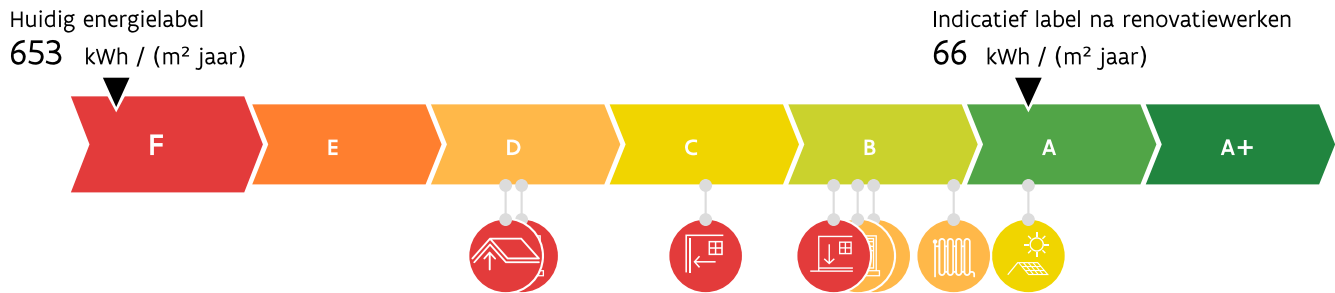 Huidig energielabel
653 kWh / (m² jaar)
Indicatief label na renovatiewerken
66 kWh / (m² jaar)
F E D C B A A+